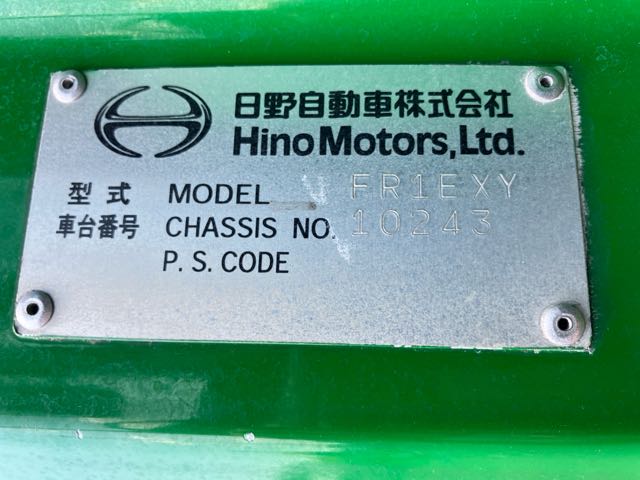 日野自動車株式会社
Hino Motors, Ltd.
型式 MODEL FR1EXY
車台番号 CHASSIS NO. 10243
P. S. CODE